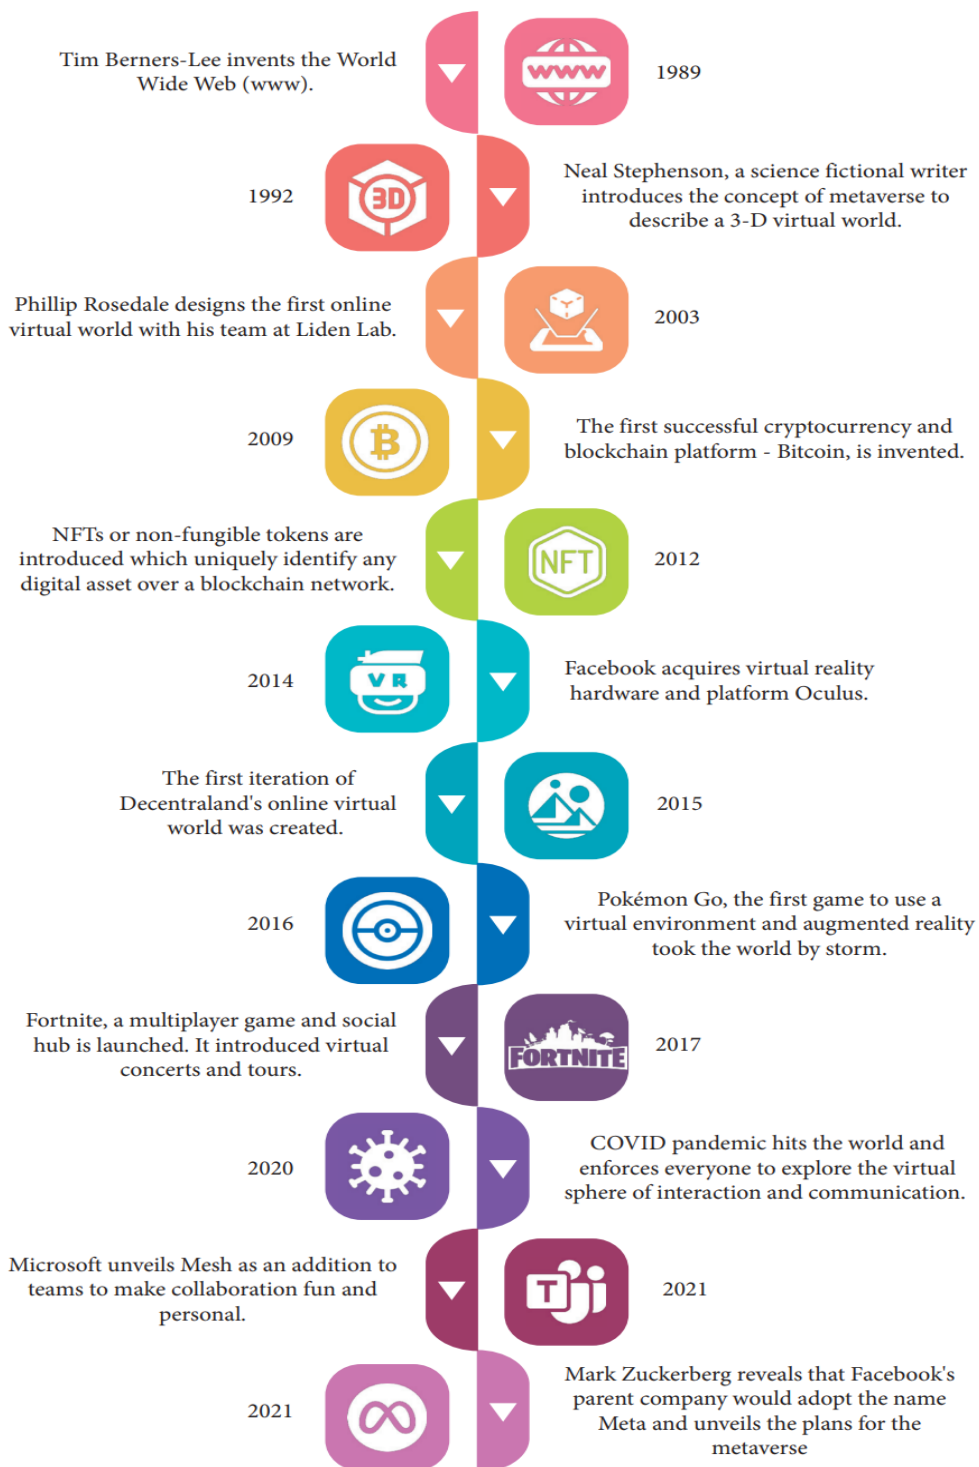 Tim Berners-Lee invents the World
Wide Web (www).
WWW
1989
1992
3D
Neal Stephenson, a science fictional writer
introduces the concept of metaverse to
describe a 3-D virtual world.
Phillip Rosedale designs the first online
virtual world with his team at Liden Lab.
2003
2009
The first successful cryptocurrency and
blockchain platform - Bitcoin, is invented.
NFTs or non-fungible tokens are
introduced which uniquely identify any
digital asset over a blockchain network.
NFT
2012
2014
VR
Facebook acquires virtual reality
hardware and platform Oculus.
The first iteration of
Decentraland's online virtual
world was created.
2015
2016
Pokémon Go, the first game to use a
virtual environment and augmented reality
took the world by storm.
Fortnite, a multiplayer game and social
hub is launched. It introduced virtual
concerts and tours.
FORTNITE
2017
2020
COVID pandemic hits the world and
enforces everyone to explore the virtual
sphere of interaction and communication.
Microsoft unveils Mesh as an addition to
teams to make collaboration fun and
personal.
T
2021
2021
Mark Zuckerberg reveals that Facebook's
parent company would adopt the name
Meta and unveils the plans for the
metaverse